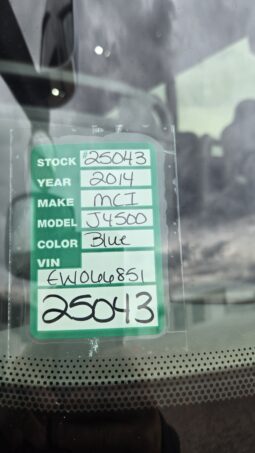 STOCK 25043
YEAR 2014
MAKE MCI
MODEL J4500
COLOR Blue
VIN
EW066851
25043